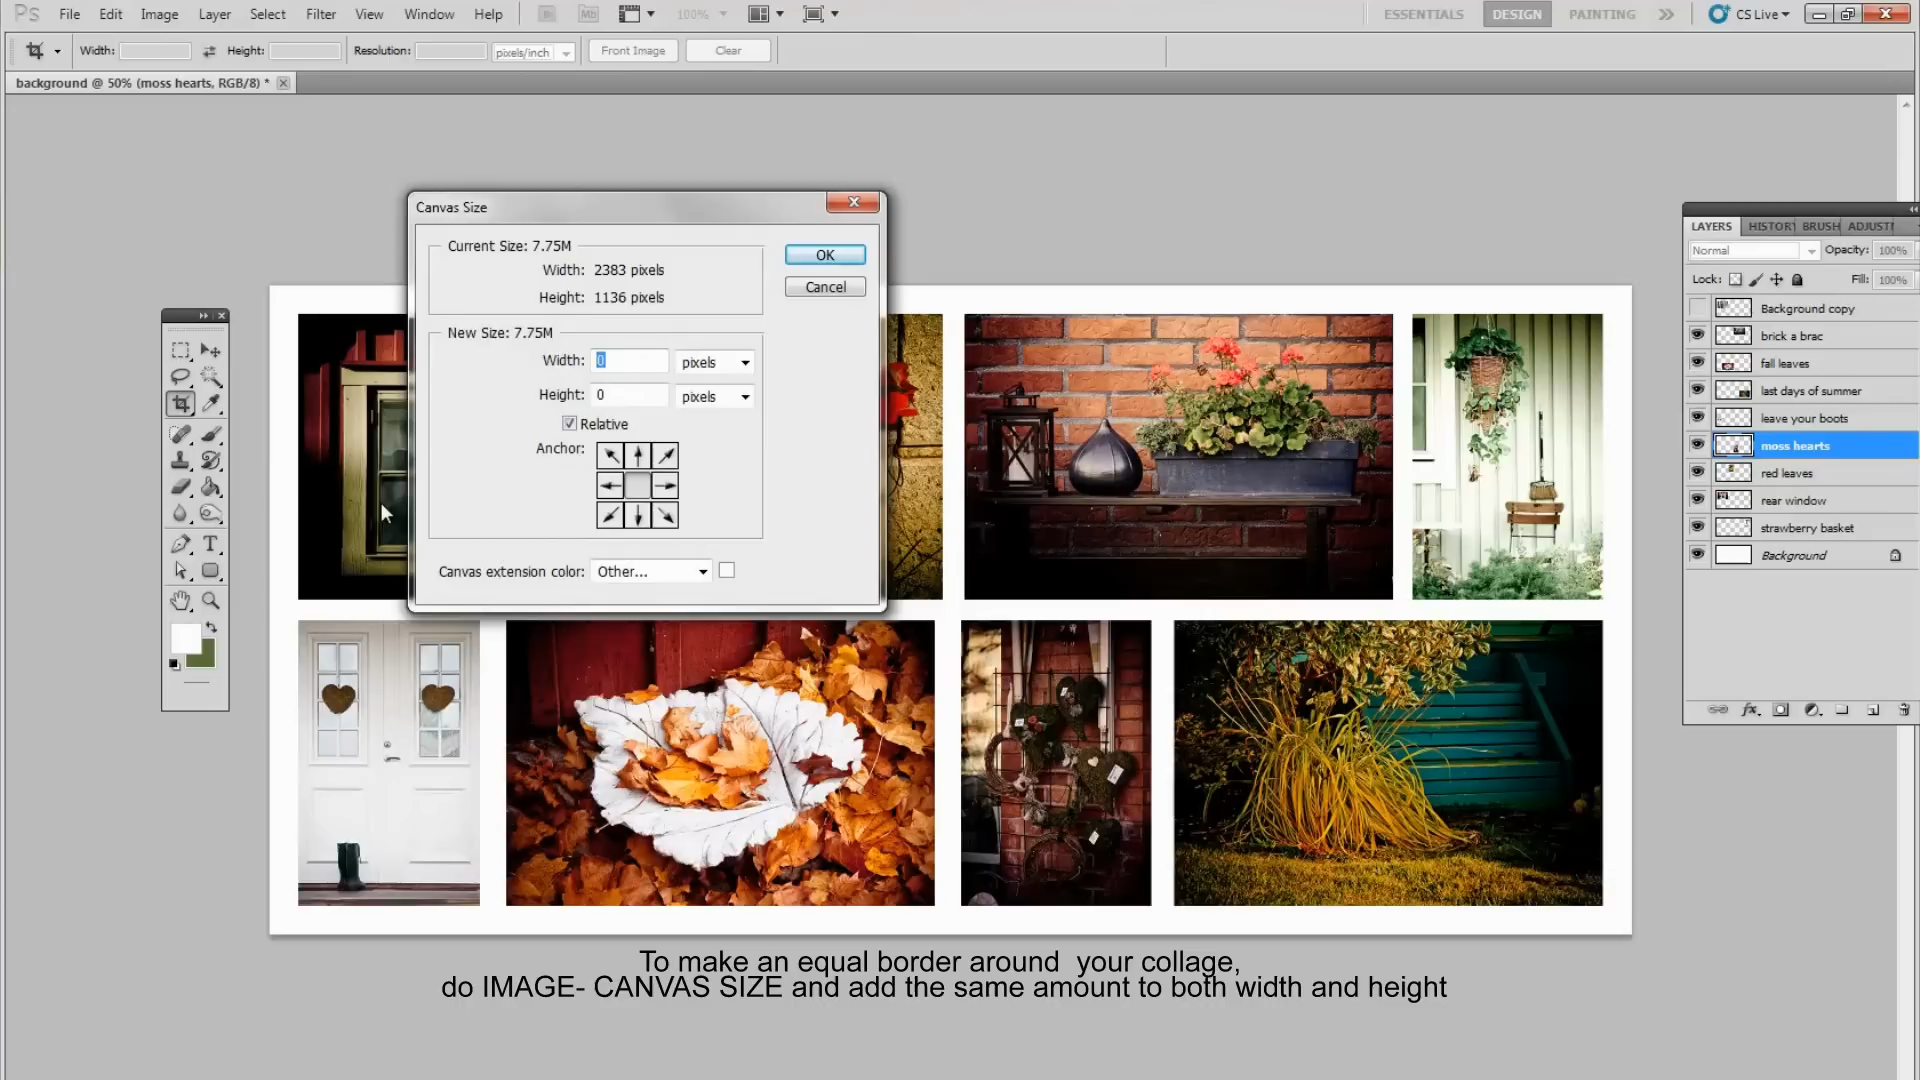 Ps File Edit Image Layer Select Filter View Window Help Br Mb 100% ESSENTIALS DESIGN PAINTING CS Live
Width: Height: Resolution: pixels/inch Front Image Clear
background @ 50% (moss hearts, RGB/8) *
Canvas Size
Current Size: 7.75M
Width: 2383 pixels
Height: 1136 pixels
OK
Cancel
New Size: 7.75M
Width: 0 pixels
Height: 0 pixels
Relative
Anchor:
Canvas extension color: Other...
LAYERS HISTORY BRUSH ADJUSTI
Normal Opacity: 100%
Lock: Fill: 100%
Background copy
brick a brac
fall leaves
last days of summer
leave your boots
moss hearts
red leaves
rear window
strawberry basket
Background
To make an equal border around your collage,
do IMAGE- CANVAS SIZE and add the same amount to both width and height